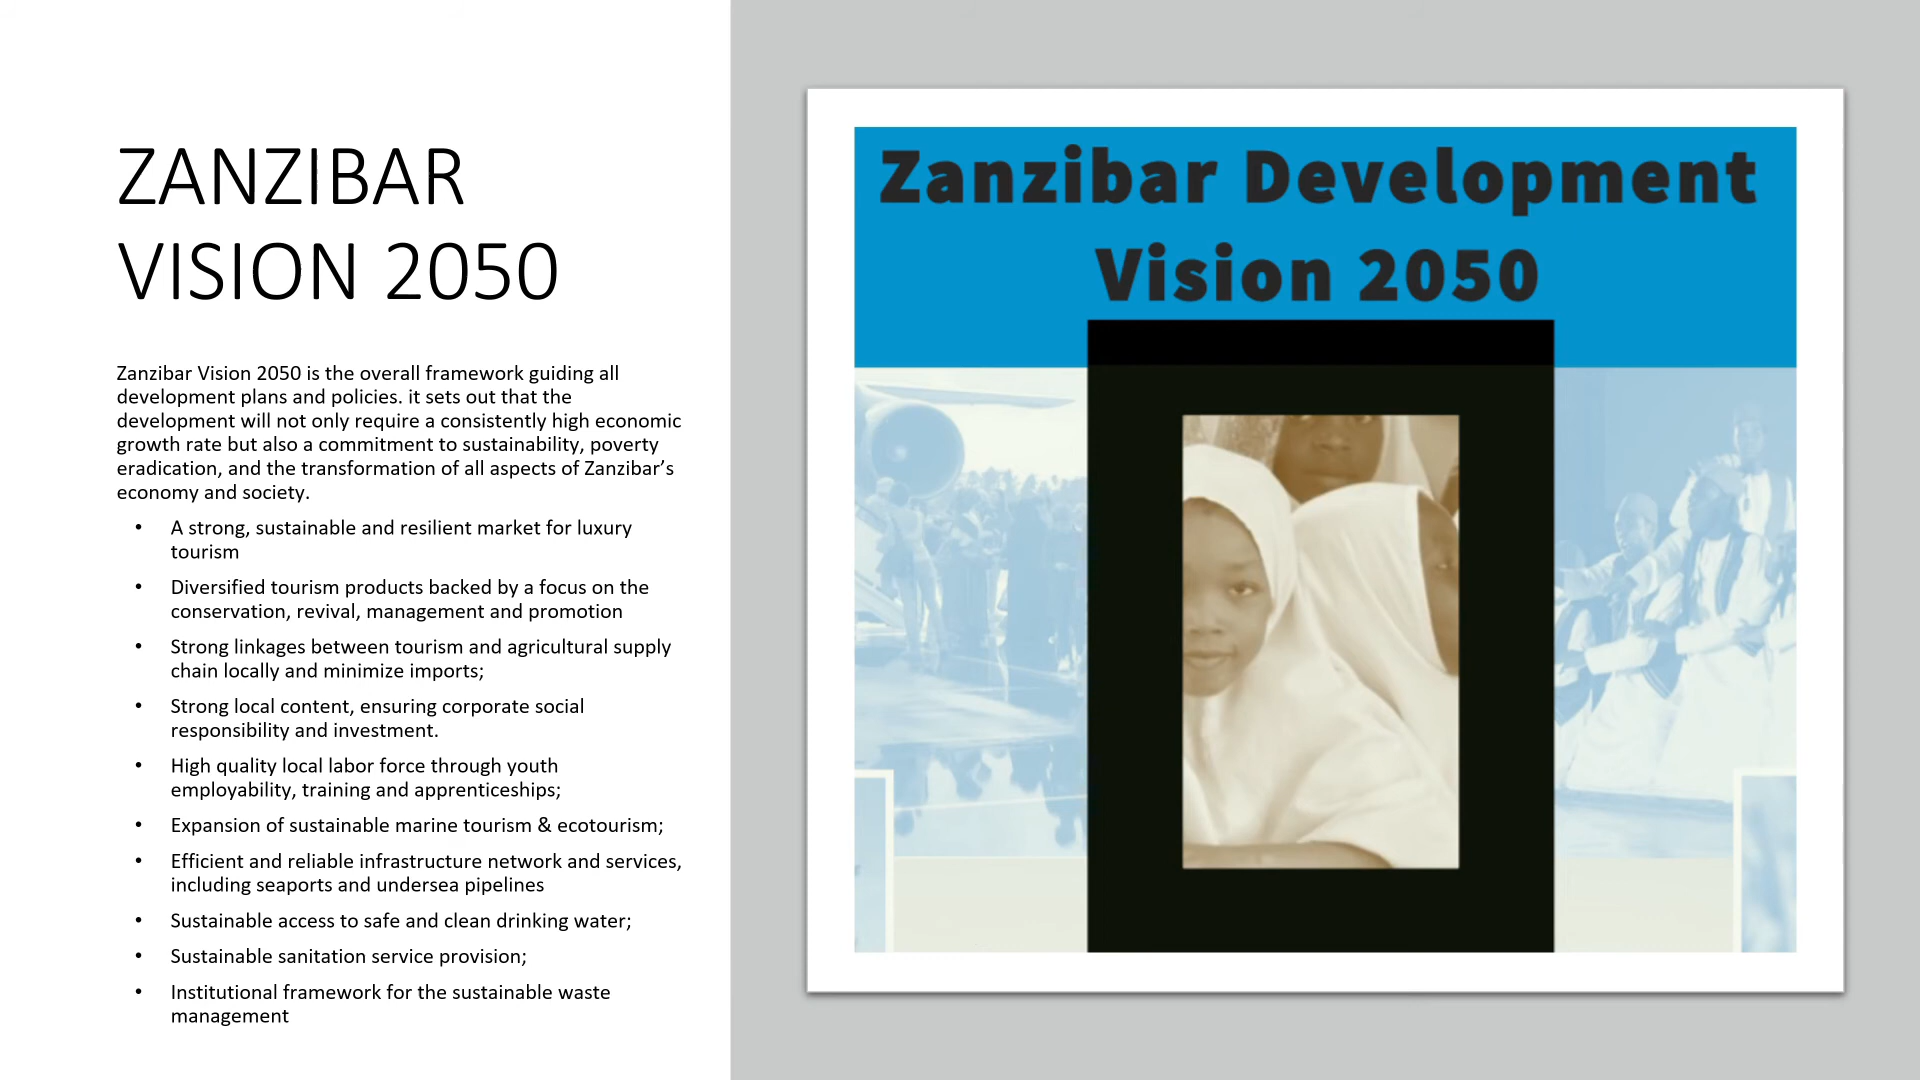 ZANZIBAR
VISION 2050
Zanzibar Vision 2050 is the overall framework guiding all
development plans and policies. it sets out that the
development will not only require a consistently high economic
growth rate but also a commitment to sustainability, poverty
eradication, and the transformation of all aspects of Zanzibar’s
economy and society.
• A strong, sustainable and resilient market for luxury
tourism
• Diversified tourism products backed by a focus on the
conservation, revival, management and promotion
• Strong linkages between tourism and agricultural supply
chain locally and minimize imports;
• Strong local content, ensuring corporate social
responsibility and investment.
• High quality local labor force through youth
employability, training and apprenticeships;
• Expansion of sustainable marine tourism & ecotourism;
• Efficient and reliable infrastructure network and services,
including seaports and undersea pipelines
• Sustainable access to safe and clean drinking water;
• Sustainable sanitation service provision;
• Institutional framework for the sustainable waste
management
Zanzibar Development
Vision 2050